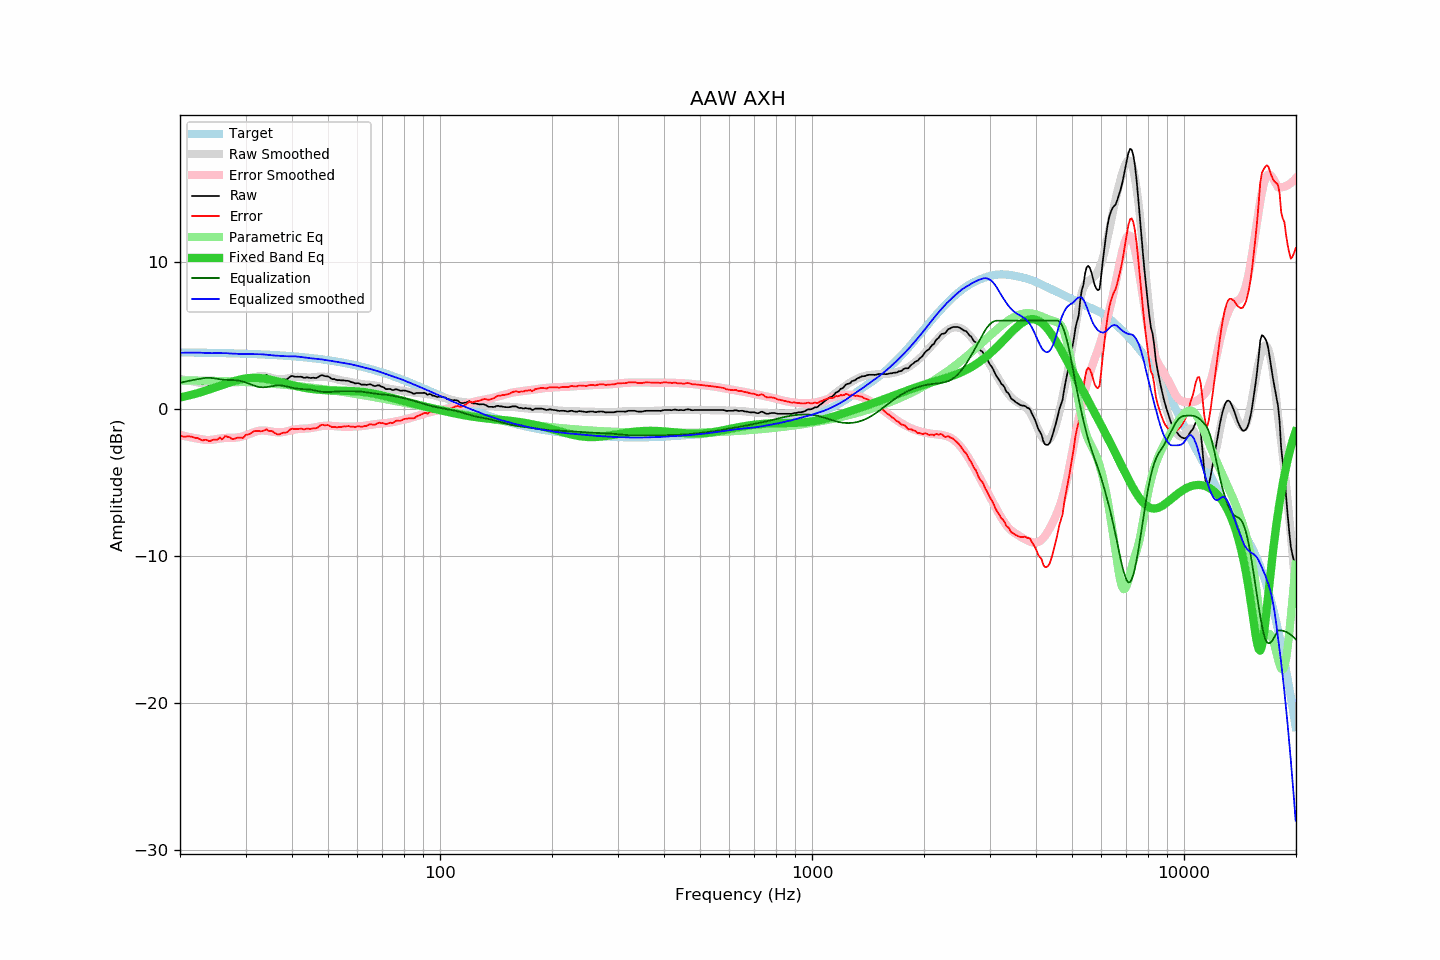 AAW AXH
Target
Raw Smoothed
Error Smoothed
Raw
Error
Parametric Eq
Fixed Band Eq
Equalization
Equalized smoothed
10
0
−10
−20
−30
Amplitude (dBr)
100
1000
10000
Frequency (Hz)